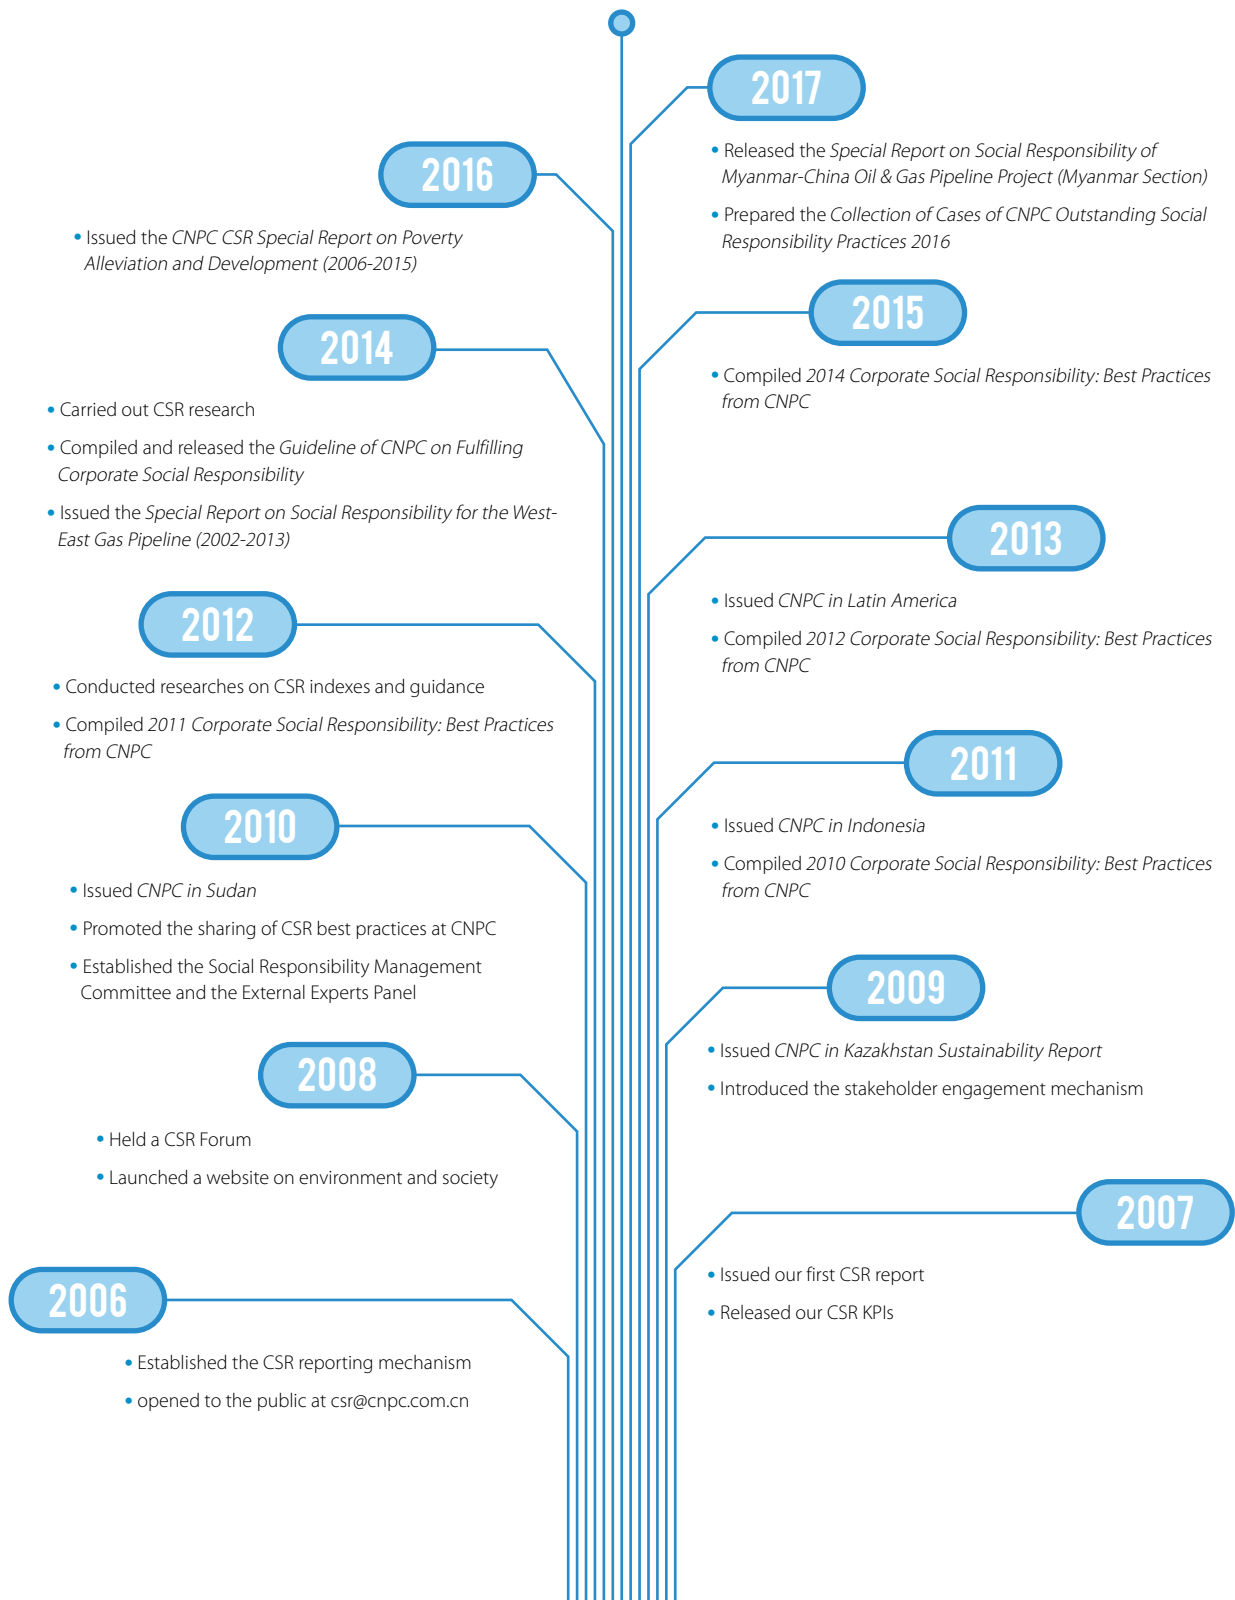 2017
• Released the Special Report on Social Responsibility of
Myanmar-China Oil & Gas Pipeline Project (Myanmar Section)
• Prepared the Collection of Cases of CNPC Outstanding Social
Responsibility Practices 2016
2016
• Issued the CNPC CSR Special Report on Poverty
Alleviation and Development (2006-2015)
2015
• Compiled 2014 Corporate Social Responsibility: Best Practices
from CNPC
2014
• Carried out CSR research
• Compiled and released the Guideline of CNPC on Fulfilling
Corporate Social Responsibility
• Issued the Special Report on Social Responsibility for the West-
East Gas Pipeline (2002-2013)
2013
• Issued CNPC in Latin America
• Compiled 2012 Corporate Social Responsibility: Best Practices
from CNPC
2012
• Conducted researches on CSR indexes and guidance
• Compiled 2011 Corporate Social Responsibility: Best Practices
from CNPC
2011
• Issued CNPC in Indonesia
• Compiled 2010 Corporate Social Responsibility: Best Practices
from CNPC
2010
• Issued CNPC in Sudan
• Promoted the sharing of CSR best practices at CNPC
• Established the Social Responsibility Management
Committee and the External Experts Panel
2009
• Issued CNPC in Kazakhstan Sustainability Report
• Introduced the stakeholder engagement mechanism
2008
• Held a CSR Forum
• Launched a website on environment and society
2007
• Issued our first CSR report
• Released our CSR KPIs
2006
• Established the CSR reporting mechanism
• opened to the public at csr@cnpc.com.cn